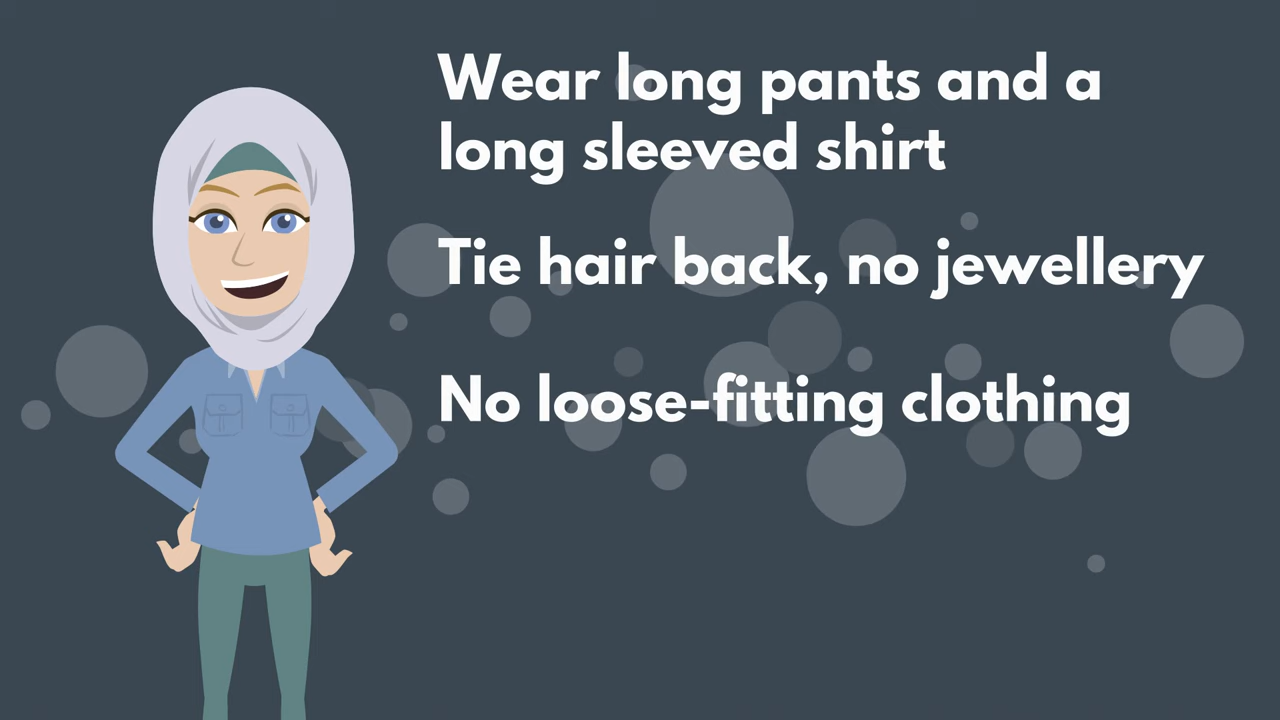 Wear long pants and a
long sleeved shirt
Tie hair back, no jewellery
No loose-fitting clothing